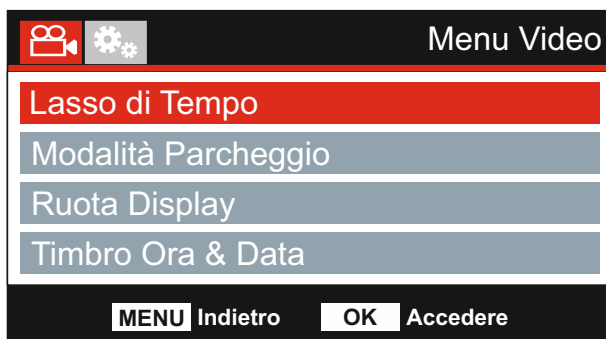 Menu Video
Lasso di Tempo
Modalità Parcheggio
Ruota Display
Timbro Ora & Data
MENU Indietro OK Accedere